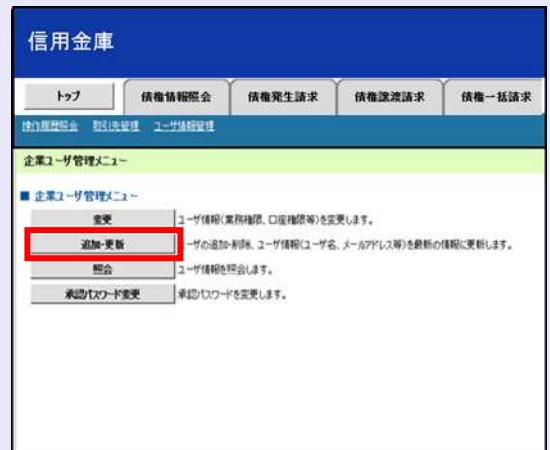 信用金庫
トップ 債権情報照会 債権発生請求 債権譲渡請求 債権一括請求
操作履歴照会 取引先管理 ユーザ情報管理
企業ユーザ管理メニュー
■ 企業ユーザ管理メニュー
変更 ユーザ情報(業務権限、口座権限等)を変更します。
追加・更新 ユーザの追加・削除、ユーザ情報(ユーザ名、メールアドレス等)を最新の情報に更新します。
照会 ユーザ情報を照会します。
承認パスワード変更 承認パスワードを変更します。